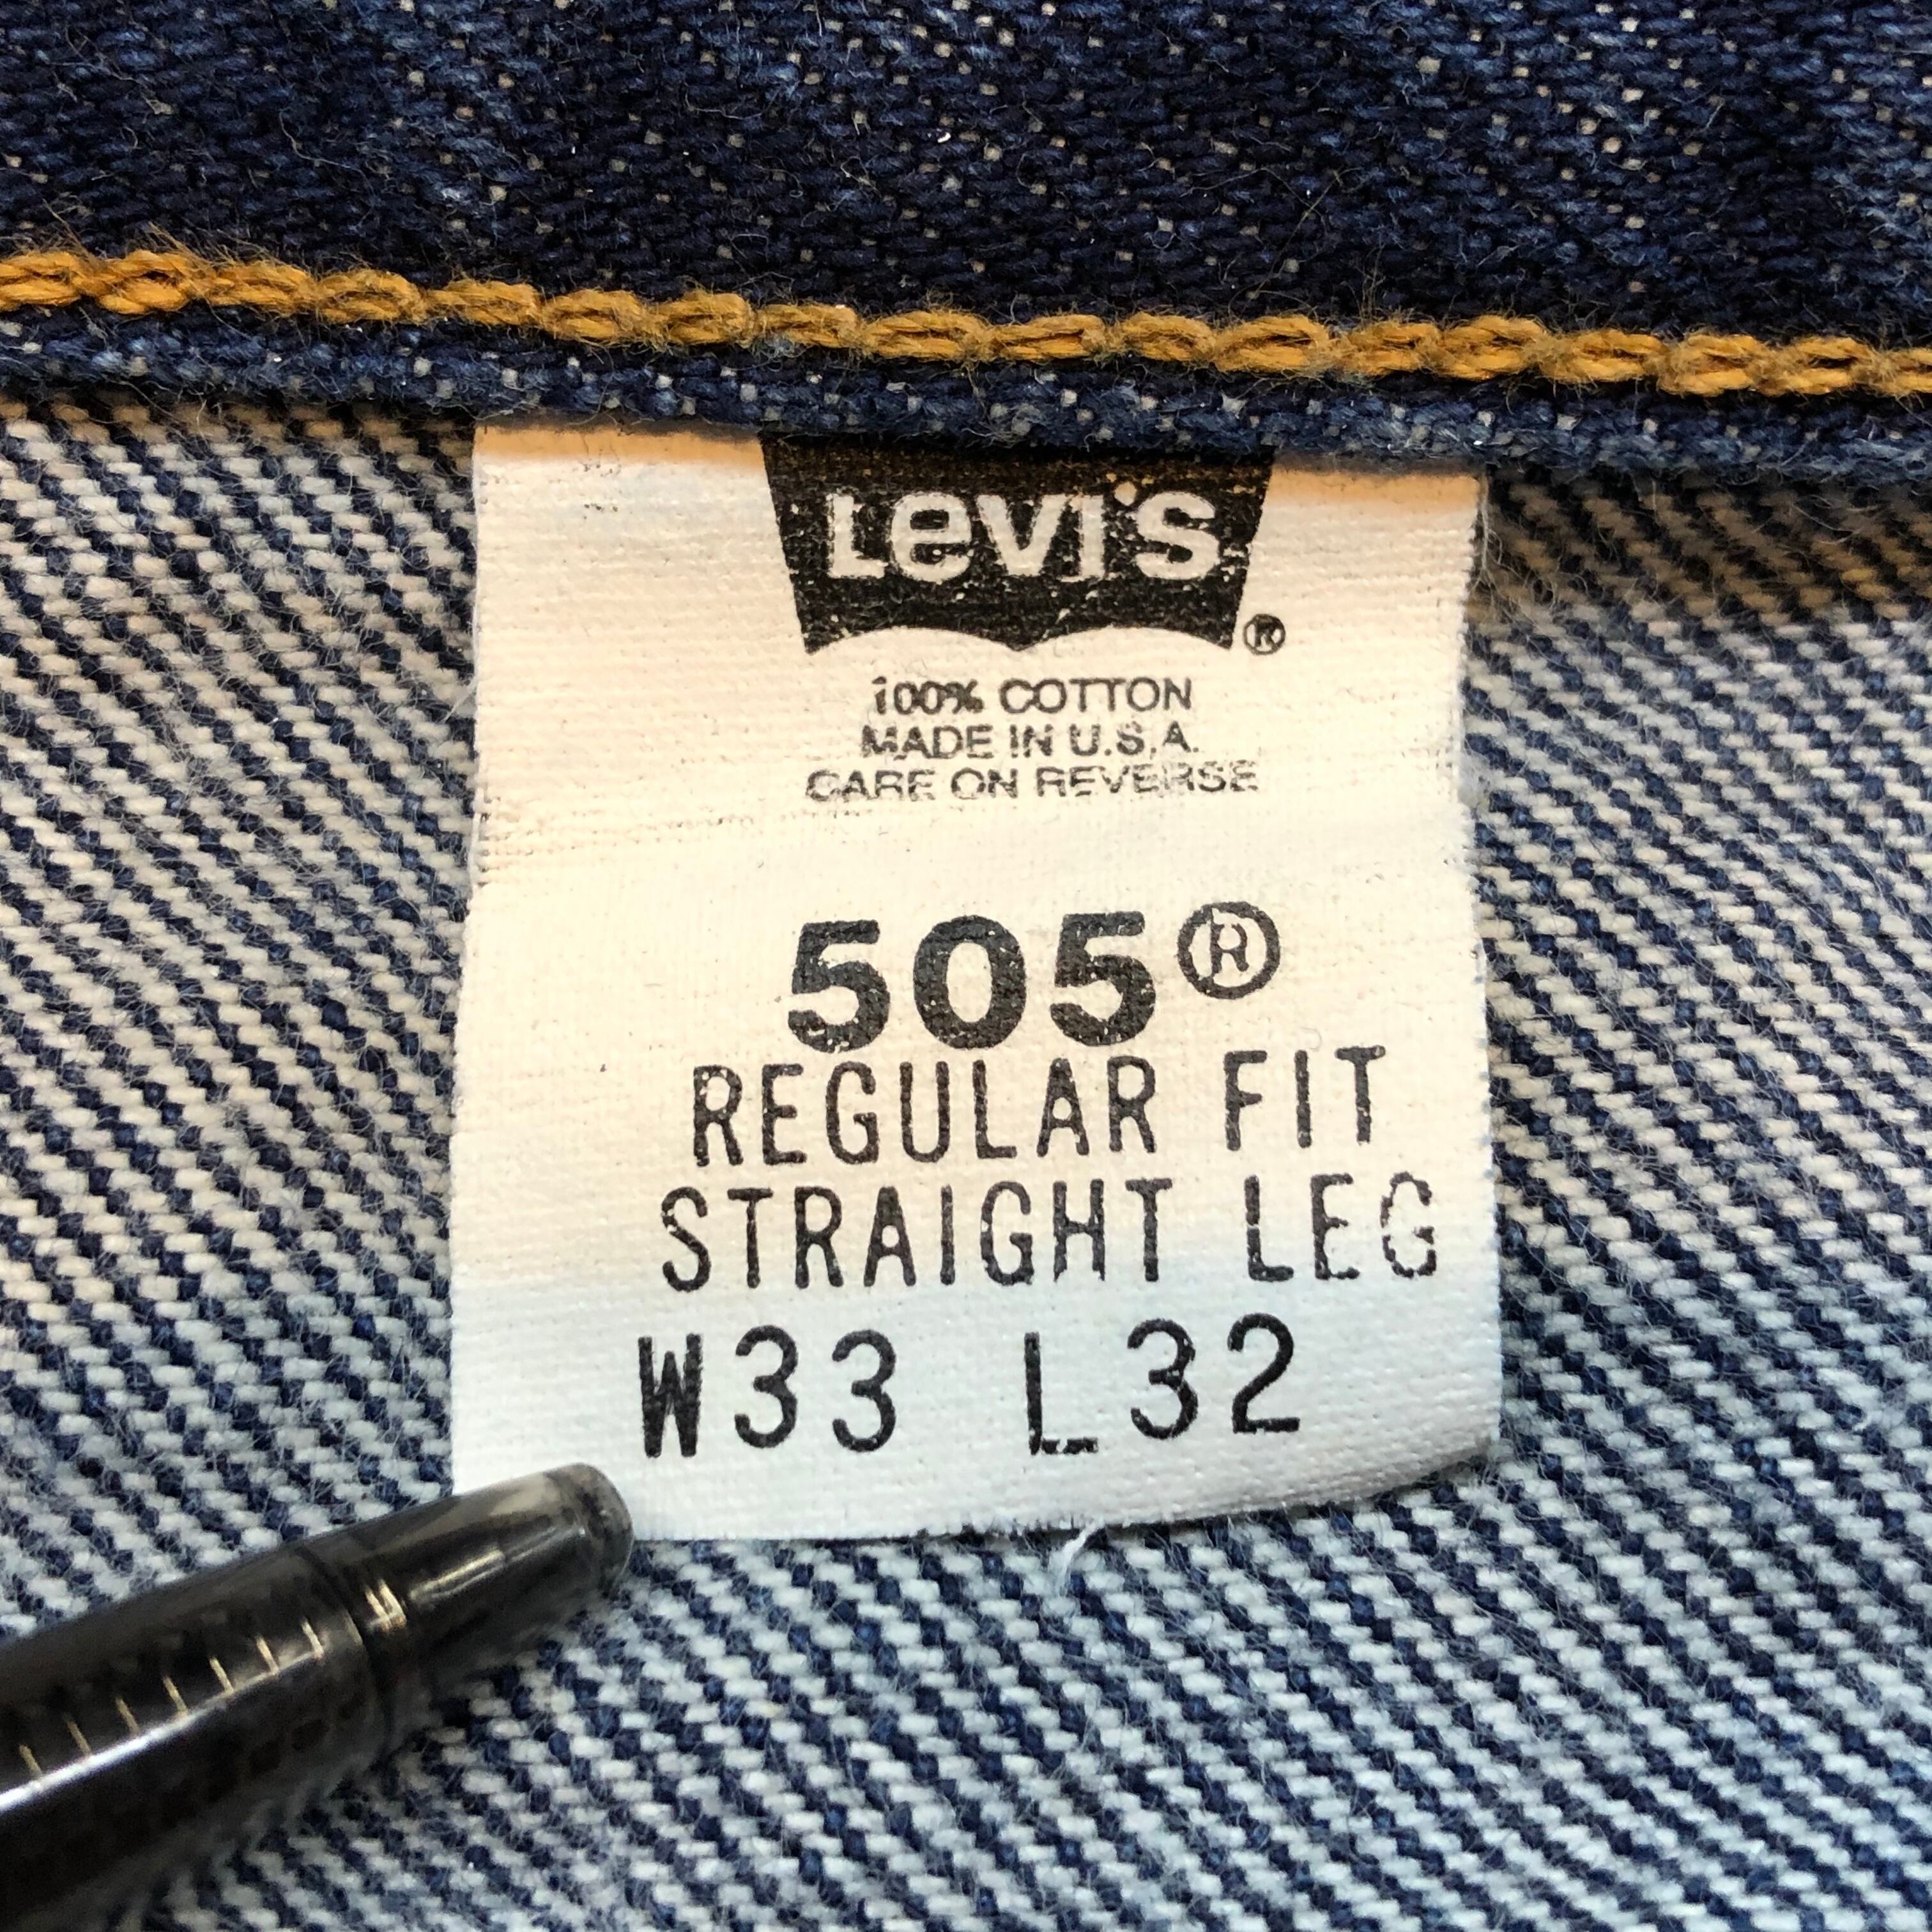 Levi's®
100% COTTON
MADE IN U.S.A.
CARE ON REVERSE
505®
REGULAR FIT
STRAIGHT LEG
W33 L32